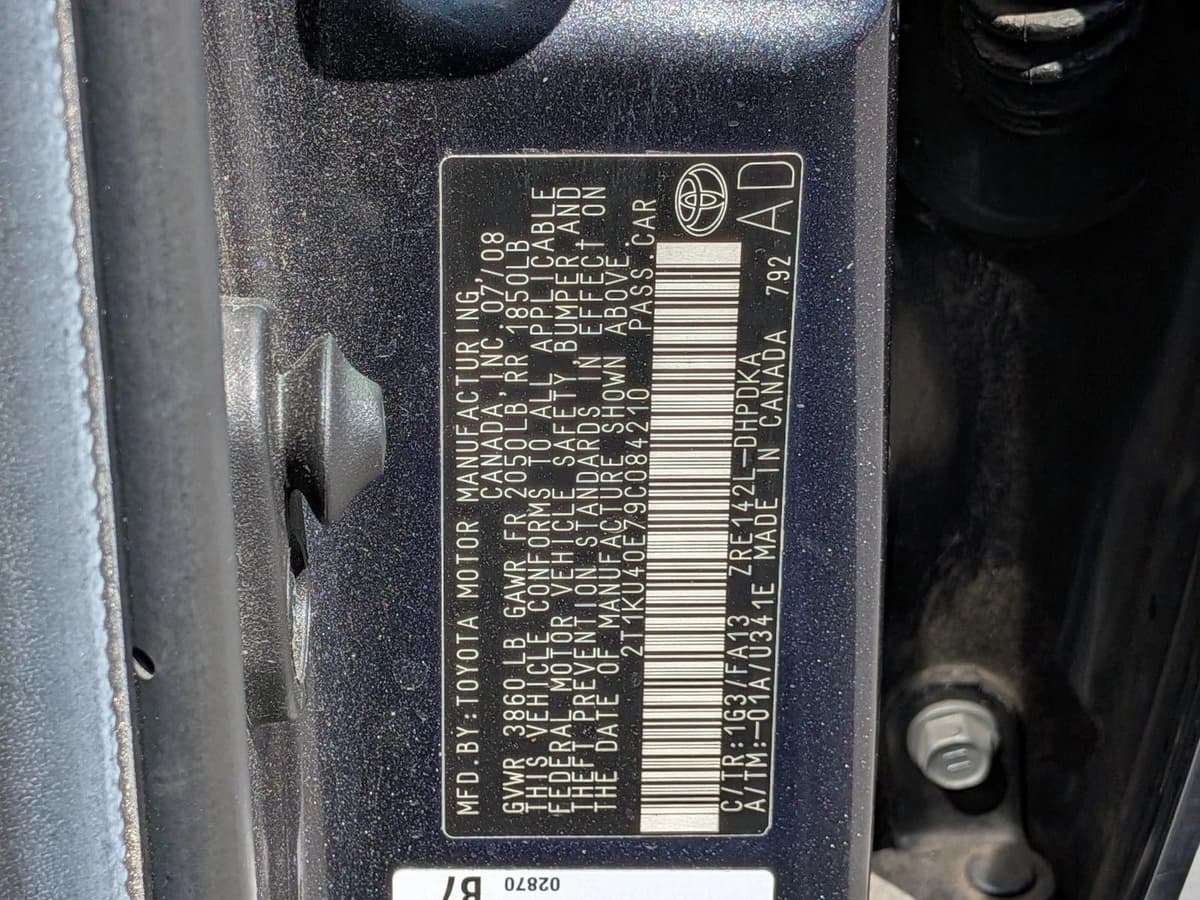 MFD.BY:TOYOTA MOTOR MANUFACTURING,
CANADA,INC. 07/08
GVWR 3860LB GAWR FR 2050LB,RR 1850LB
THIS VEHICLE CONFORMS TO ALL APPLICABLE
FEDERAL MOTOR VEHICLE SAFETY,BUMPER,AND
THEFT PREVENTION STANDARDS IN EFFECT ON
THE DATE OF MANUFACTURE SHOWN ABOVE.
2T1KU40E79C084210 PASS.CAR
C/TR:1G3/FA13 ZRE142L-DHPDKA
A/TM:-01A/U341E MADE IN CANADA 792
AD
02870